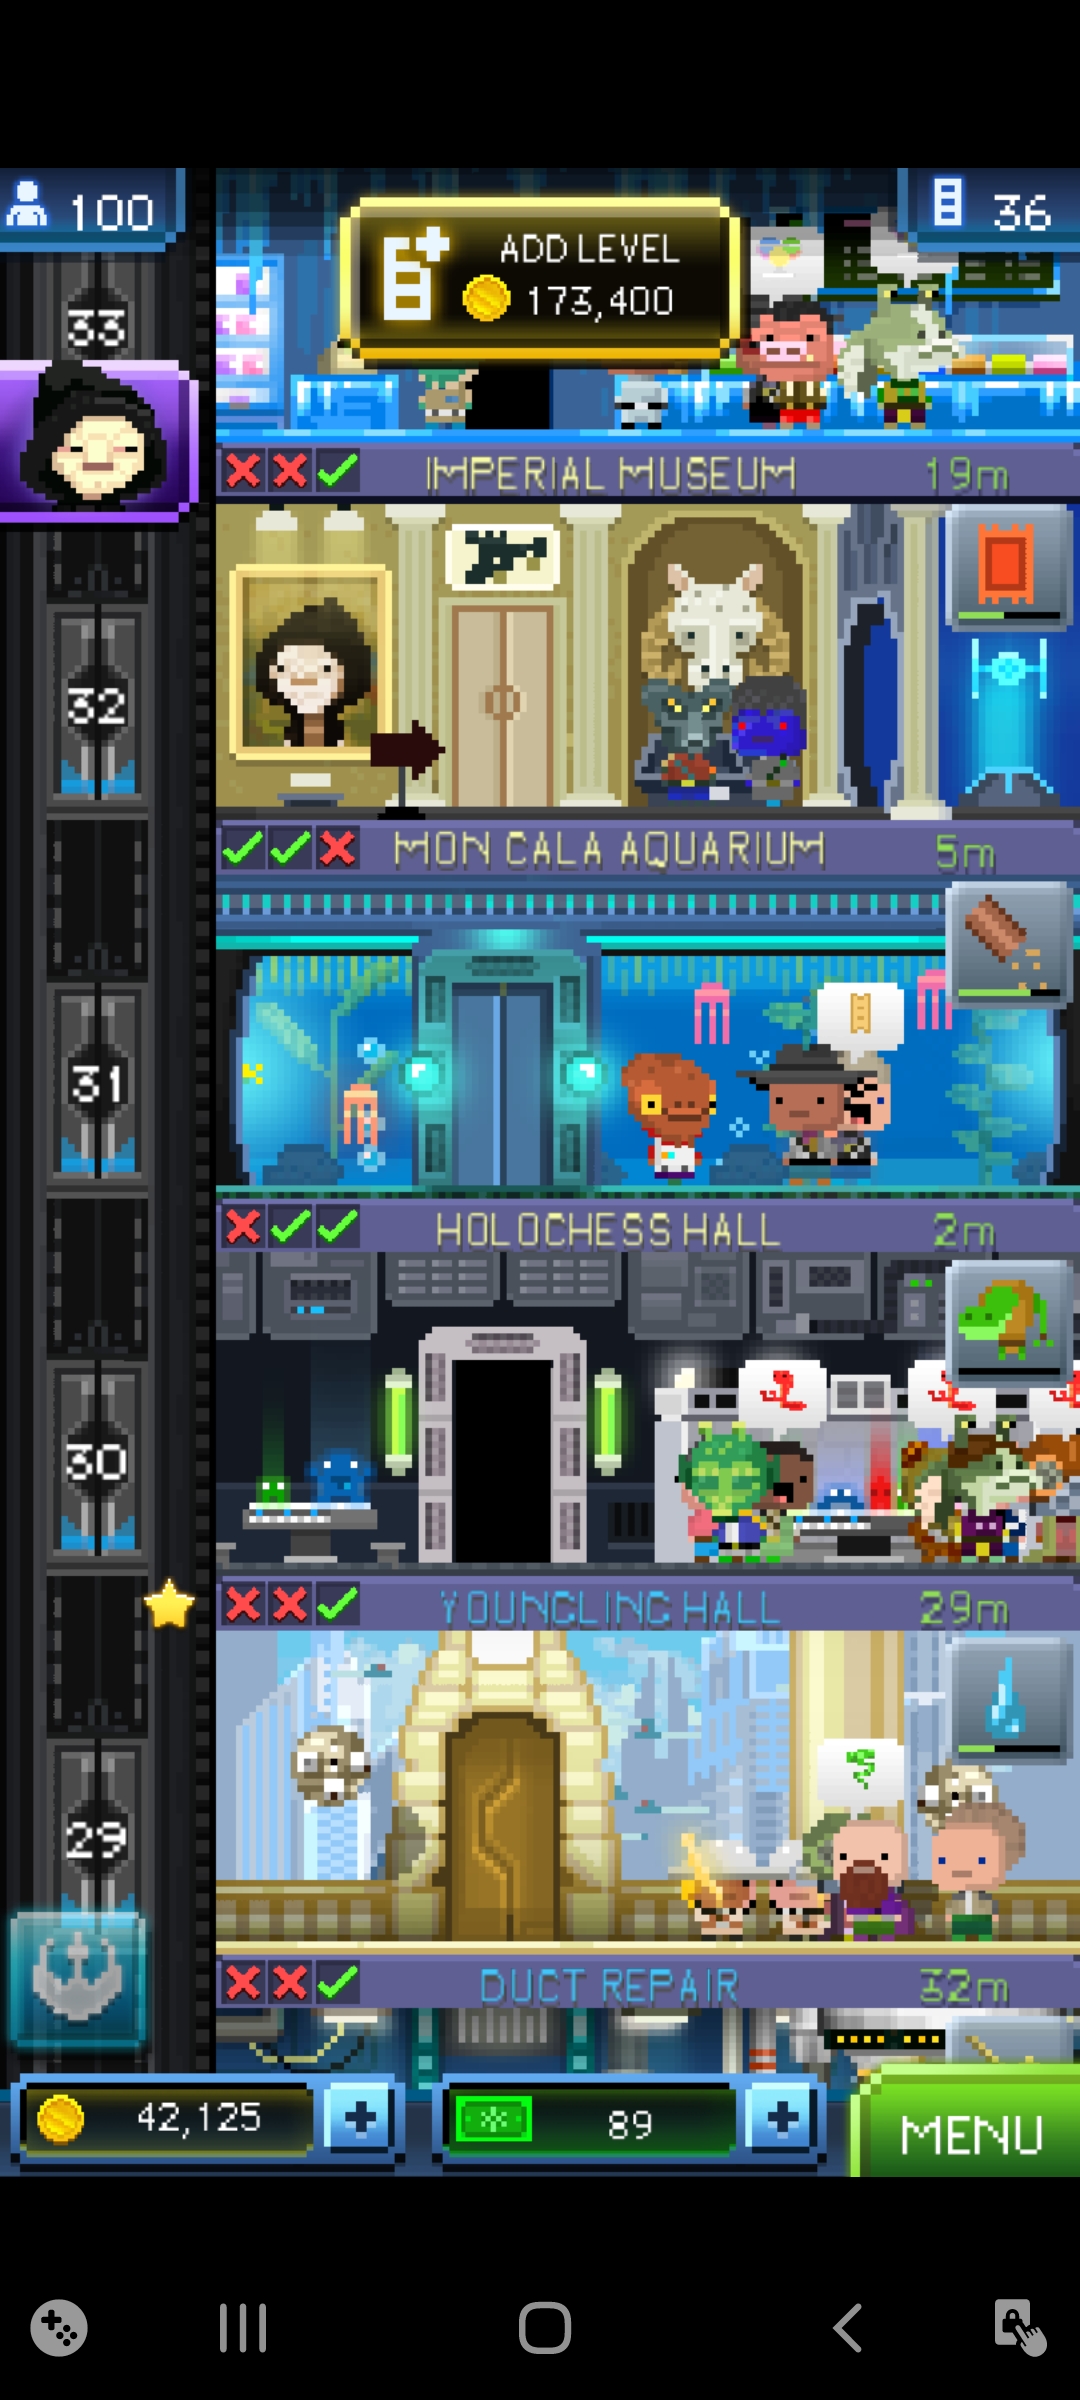 100
36
ADD LEVEL
173,400
33
IMPERIAL MUSEUM 19m
32
MON CALA AQUARIUM 5m
31
HOLOCHESS HALL 2m
30
YOUNGLING HALL 29m
29
DUCT REPAIR 32m
42,125
89
MENU